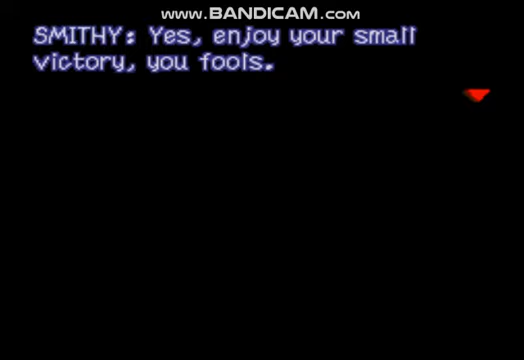 www.BANDICAM.com
SMITHY: Yes, enjoy your small
victory, you fools.